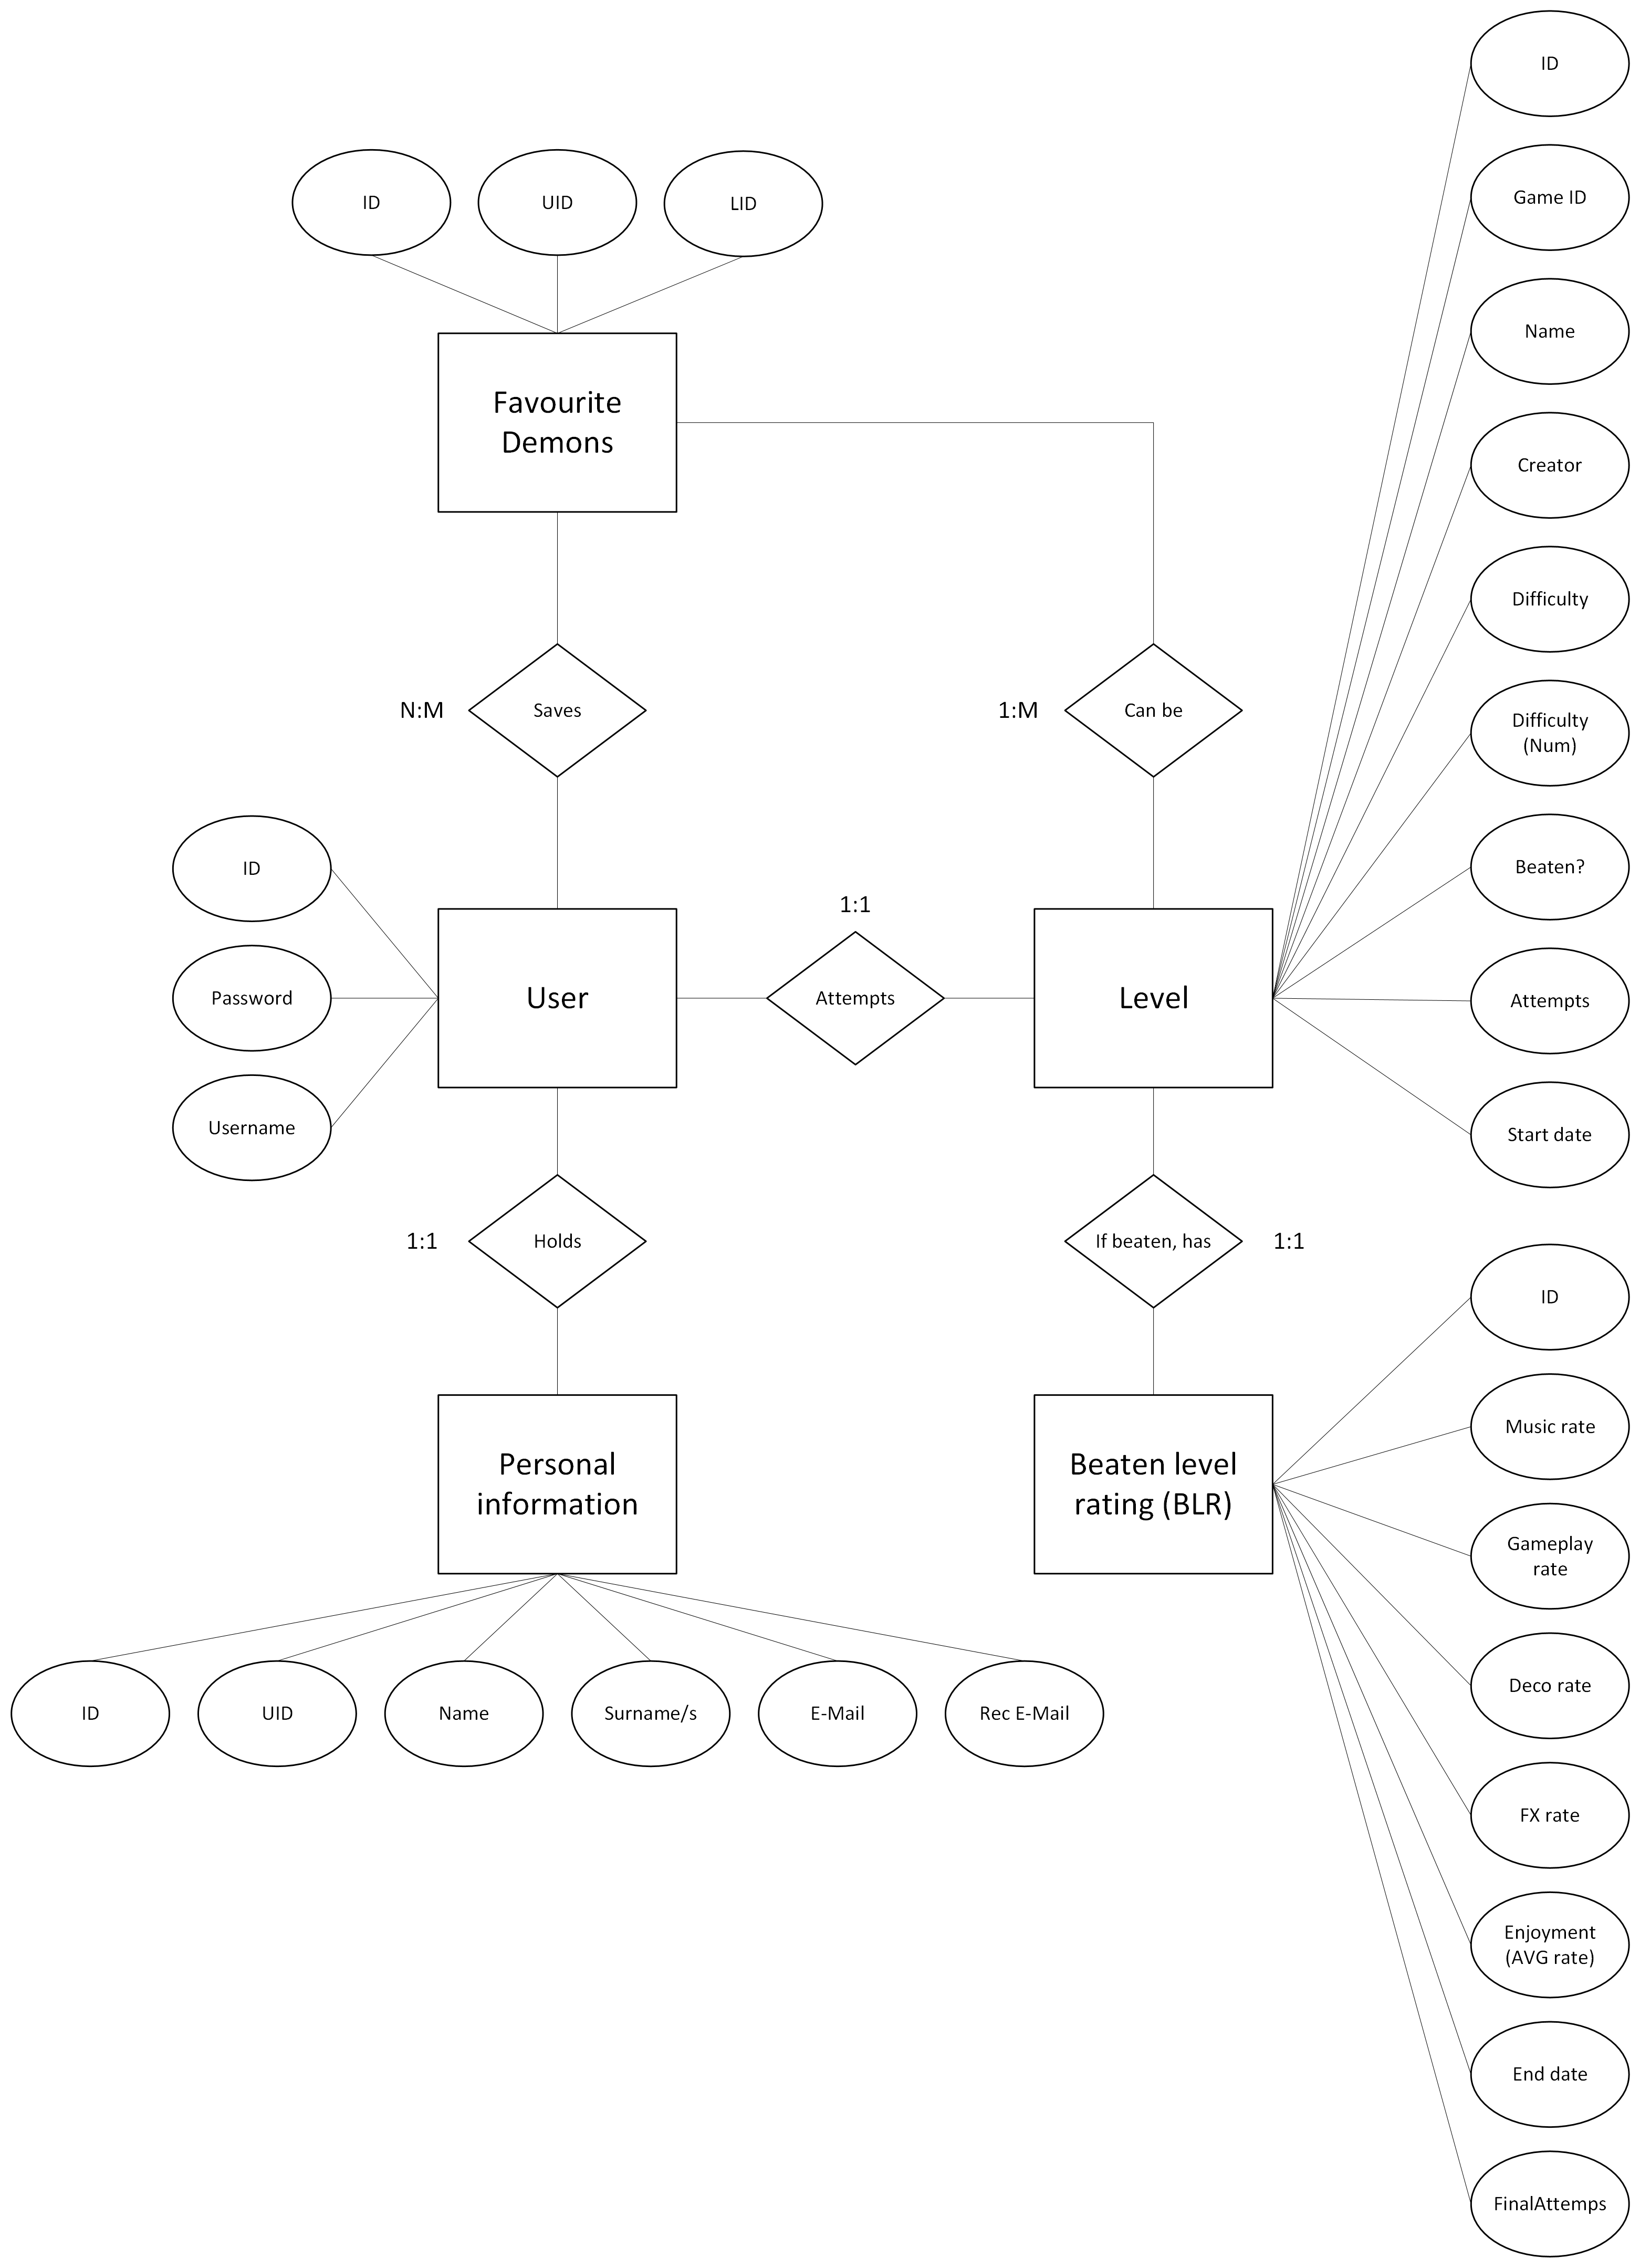 ID
Game ID
Name
Creator
Difficulty
Difficulty
(Num)
Beaten?
Attempts
Start date
ID
UID
LID
Favourite
Demons
N:M
Saves
1:M
Can be
ID
Password
Username
User
1:1
Attempts
Level
1:1
Holds
If beaten, has
1:1
Personal
information
Beaten level
rating (BLR)
ID
Music rate
Gameplay
rate
Deco rate
FX rate
Enjoyment
(AVG rate)
End date
FinalAttemps
ID
UID
Name
Surname/s
E-Mail
Rec E-Mail